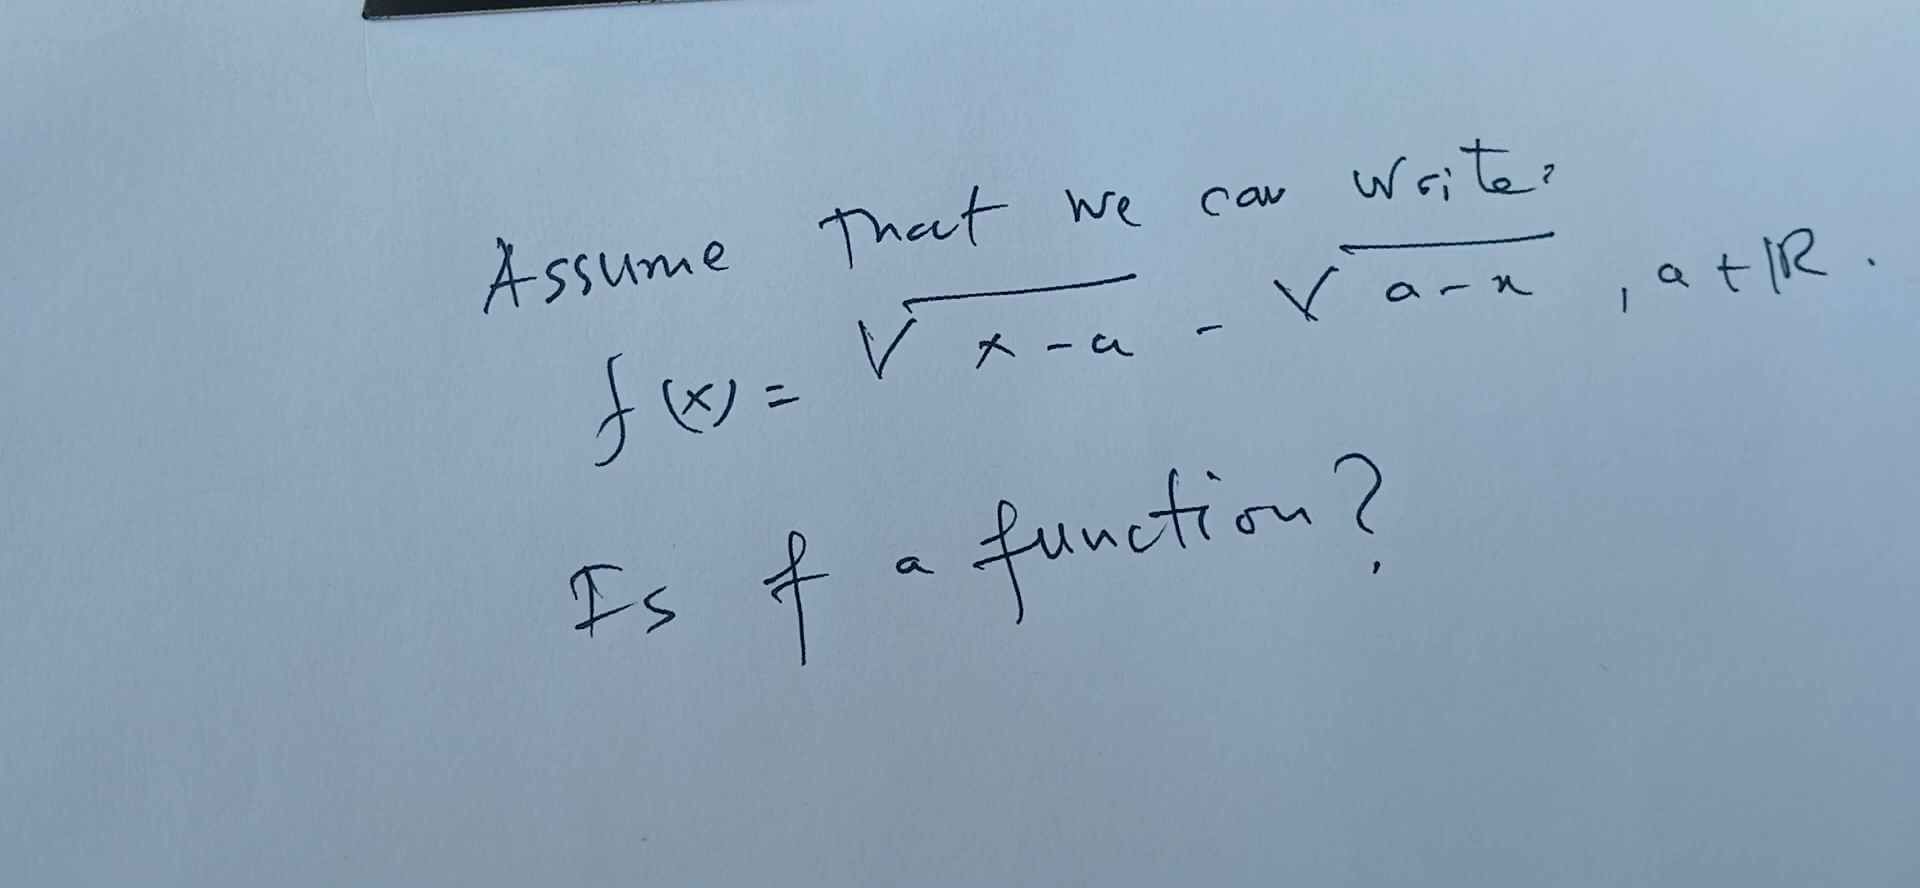 Assume that we can write:
f(x) = √x-a - √a-x , a ∈ ℝ.
Is f a function?